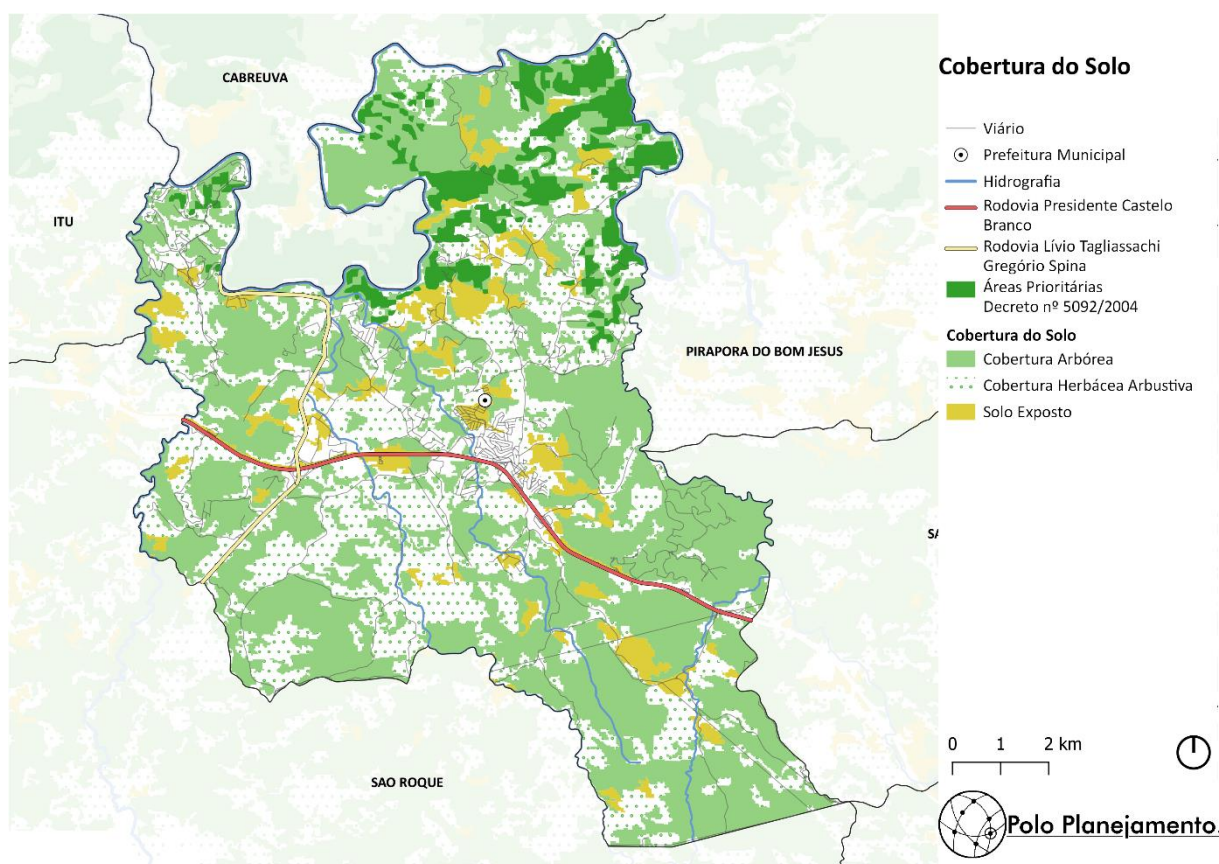 CABREUVA
ITU
PIRAPORA DO BOM JESUS
SAO ROQUE
Cobertura do Solo
Viário
Prefeitura Municipal
Hidrografia
Rodovia Presidente Castelo
Branco
Rodovia Lívio Tagliassachi
Gregório Spina
Áreas Prioritárias
Decreto nº 5092/2004
Cobertura do Solo
Cobertura Arbórea
Cobertura Herbácea Arbustiva
Solo Exposto
0 1 2 km
Polo Planejamento